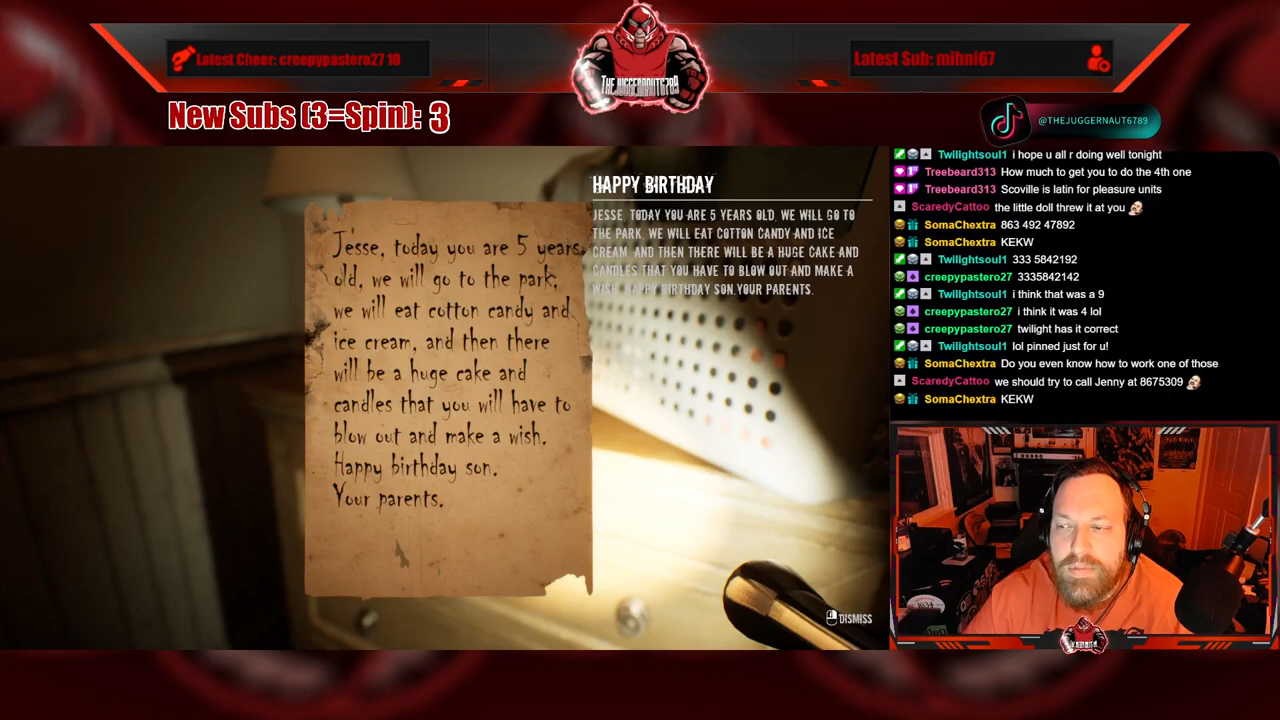 Latest Cheer: creepypastero27 10
THEJUGGERNAUT6789
Latest Sub: mihni67
New Subs (3=Spin): 3
@THEJUGGERNAUT6789
HAPPY BIRTHDAY
JESSE, TODAY YOU ARE 5 YEARS OLD, WE WILL GO TO
THE PARK, WE WILL EAT COTTON CANDY AND ICE
CREAM, AND THEN THERE WILL BE A HUGE CAKE AND
CANDLES THAT YOU HAVE TO BLOW OUT AND MAKE A
WISH. HAPPY BIRTHDAY SON.YOUR PARENTS.
Jesse, today you are 5 years
old, we will go to the park,
we will eat cotton candy and
ice cream, and then there
will be a huge cake and
candles that you will have to
blow out and make a wish.
Happy birthday son.
Your parents.
DISMISS
Twilightsoul1 i hope u all r doing well tonight
Treebeard313 How much to get you to do the 4th one
Treebeard313 Scoville is latin for pleasure units
ScaredyCattoo the little doll threw it at you
SomaChextra 863 492 47892
SomaChextra KEKW
Twilightsoul1 333 5842192
creepypastero27 3335842142
Twilightsoul1 i think that was a 9
creepypastero27 i think it was 4 lol
creepypastero27 twilight has it correct
Twilightsoul1 lol pinned just for u!
SomaChextra Do you even know how to work one of those
ScaredyCattoo we should try to call Jenny at 8675309
SomaChextra KEKW